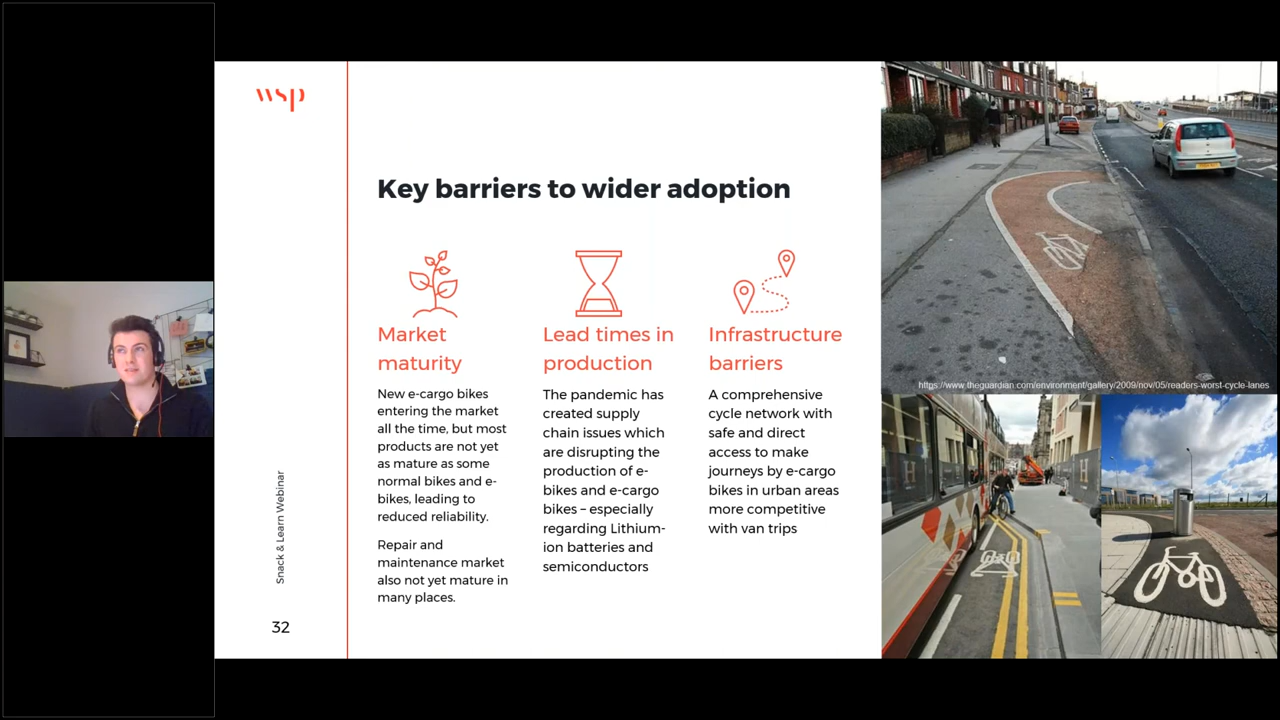 wsp
Key barriers to wider adoption
Market
maturity
New e-cargo bikes
entering the market
all the time, but most
products are not yet
as mature as some
normal bikes and e-
bikes, leading to
reduced reliability.
Repair and
maintenance market
also not yet mature in
many places.
Lead times in
production
The pandemic has
created supply
chain issues which
are disrupting the
production of e-
bikes and e-cargo
bikes – especially
regarding Lithium-
ion batteries and
semiconductors
Infrastructure
barriers
A comprehensive
cycle network with
safe and direct
access to make
journeys by e-cargo
bikes in urban areas
more competitive
with van trips
https://www.theguardian.com/environment/gallery/2009/nov/05/readers-worst-cycle-lanes
H
H
Snack & Learn Webinar
32